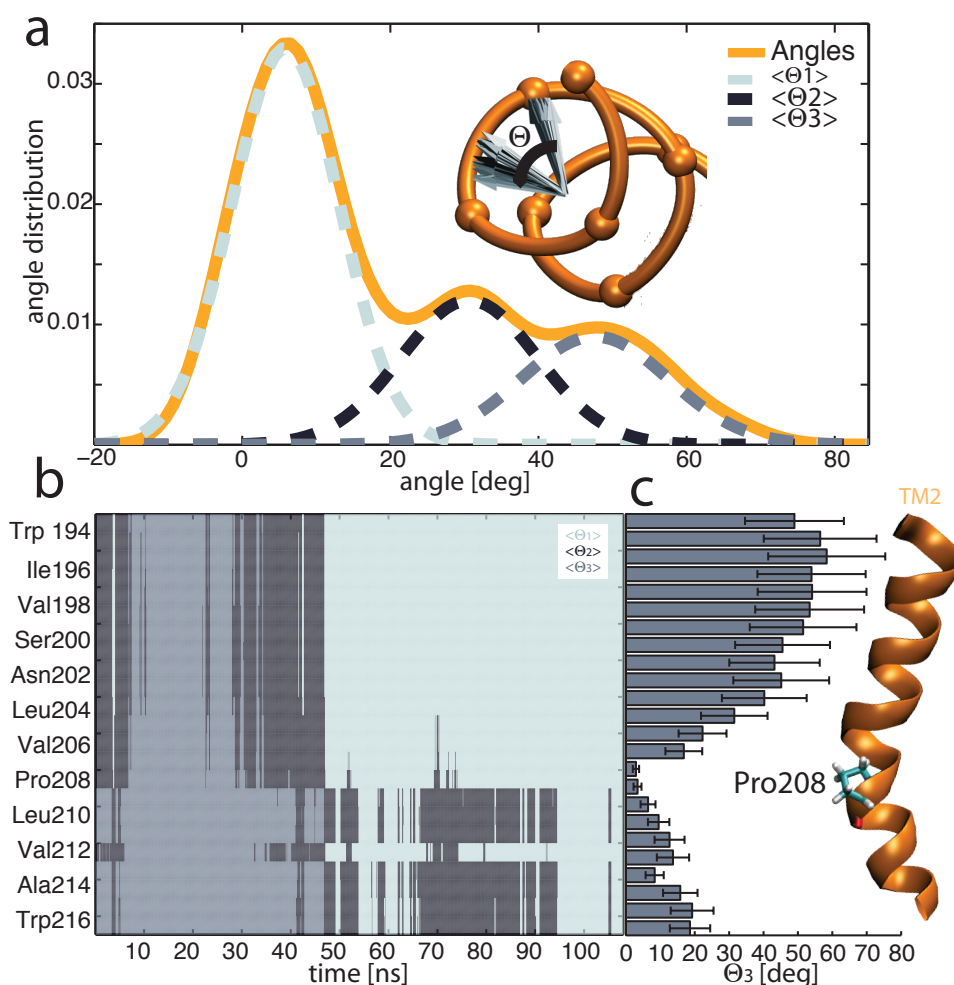 a
0.03
0.02
0.01
angle distribution
Angles
<Θ1>
<Θ2>
<Θ3>
Θ
−20
0
20
40
60
80
angle [deg]
b
Trp 194
Ile196
Val198
Ser200
Asn202
Leu204
Val206
Pro208
Leu210
Val212
Ala214
Trp216
<Θ1>
<Θ2>
<Θ3>
10 20 30 40 50 60 70 80 90 100
time [ns]
c
TM2
Pro208
0 10 20 30 40 50 60 70 80
Θ3 [deg]